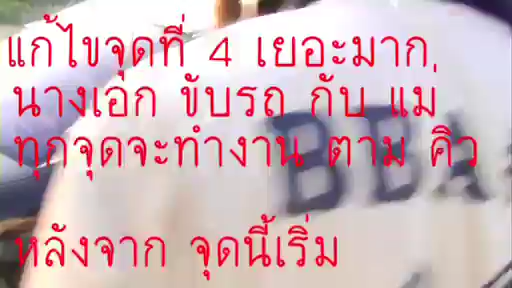 แก้ไขจุดที่ 4 เยอะมาก
นางเอก ขับรถ กับ แม่
ทุกจุดจะทำงาน ตาม คิว
หลังจาก จุดนี้เริ่ม